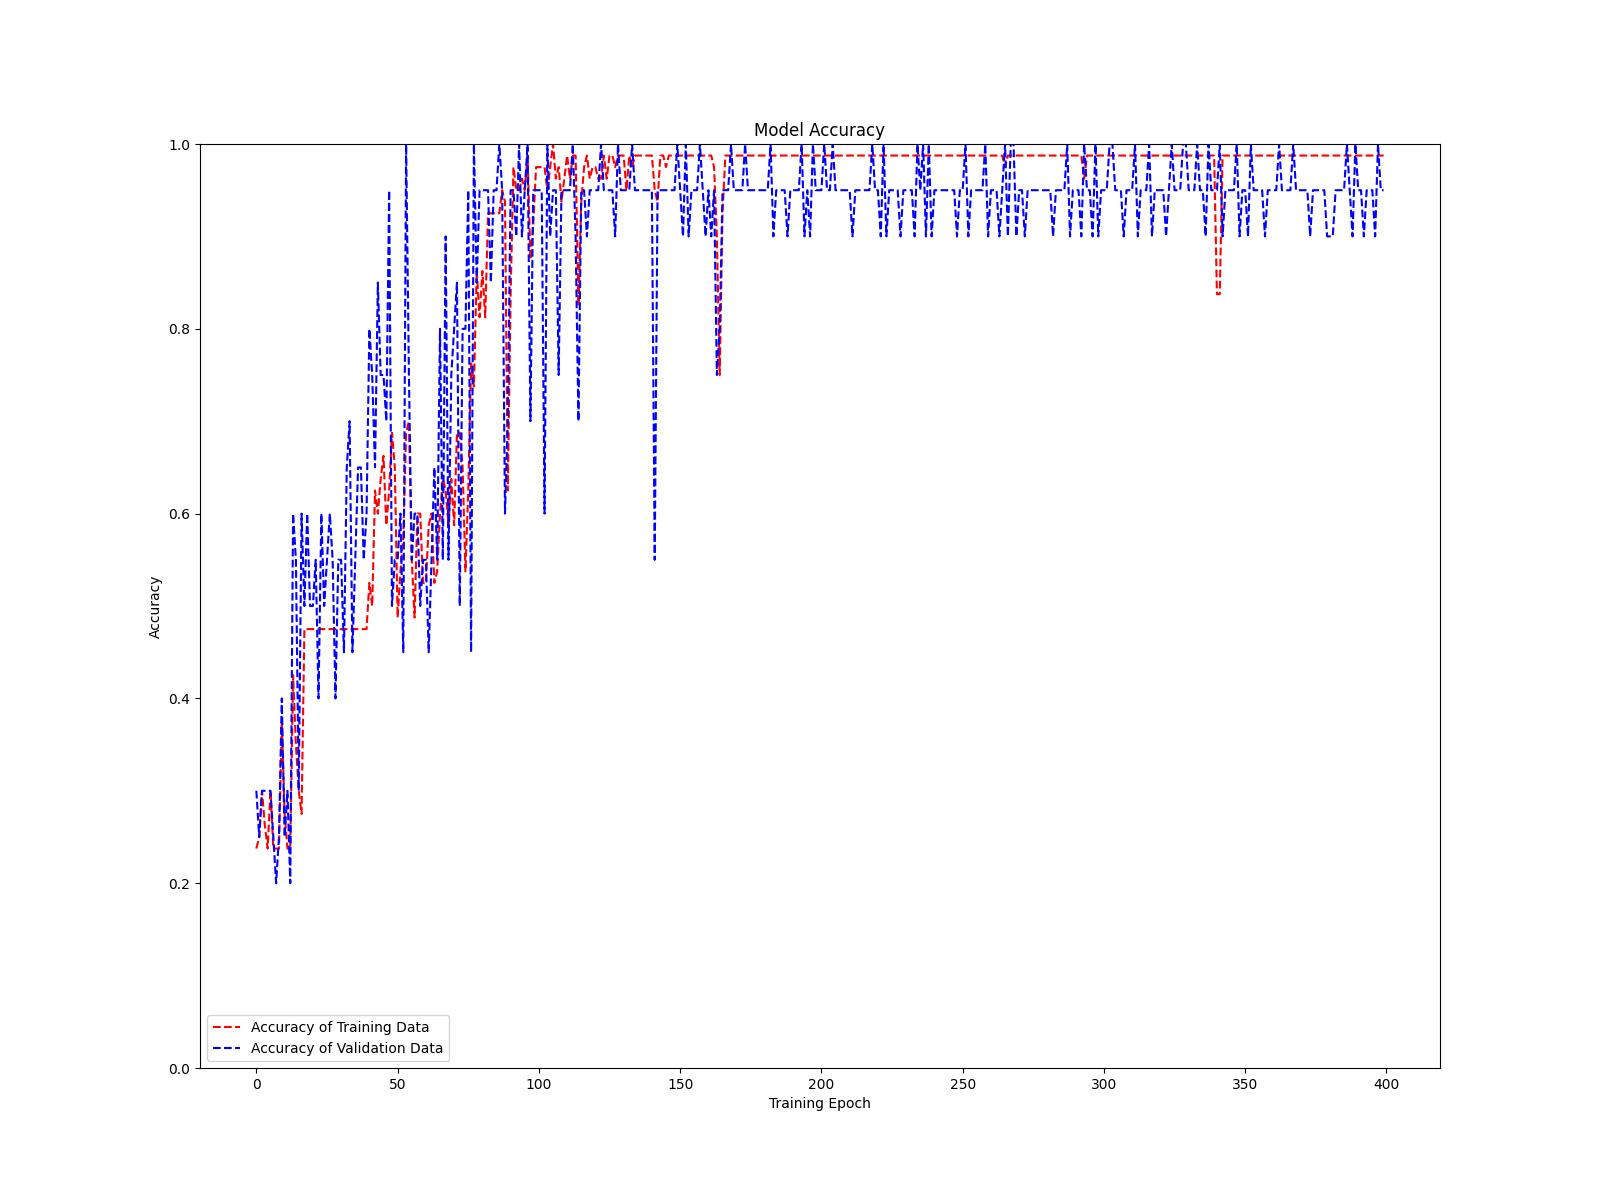 Model Accuracy
1.0
0.8
0.6
0.4
0.2
0.0
Accuracy
Accuracy of Training Data
Accuracy of Validation Data
0 50 100 150 200 250 300 350 400
Training Epoch